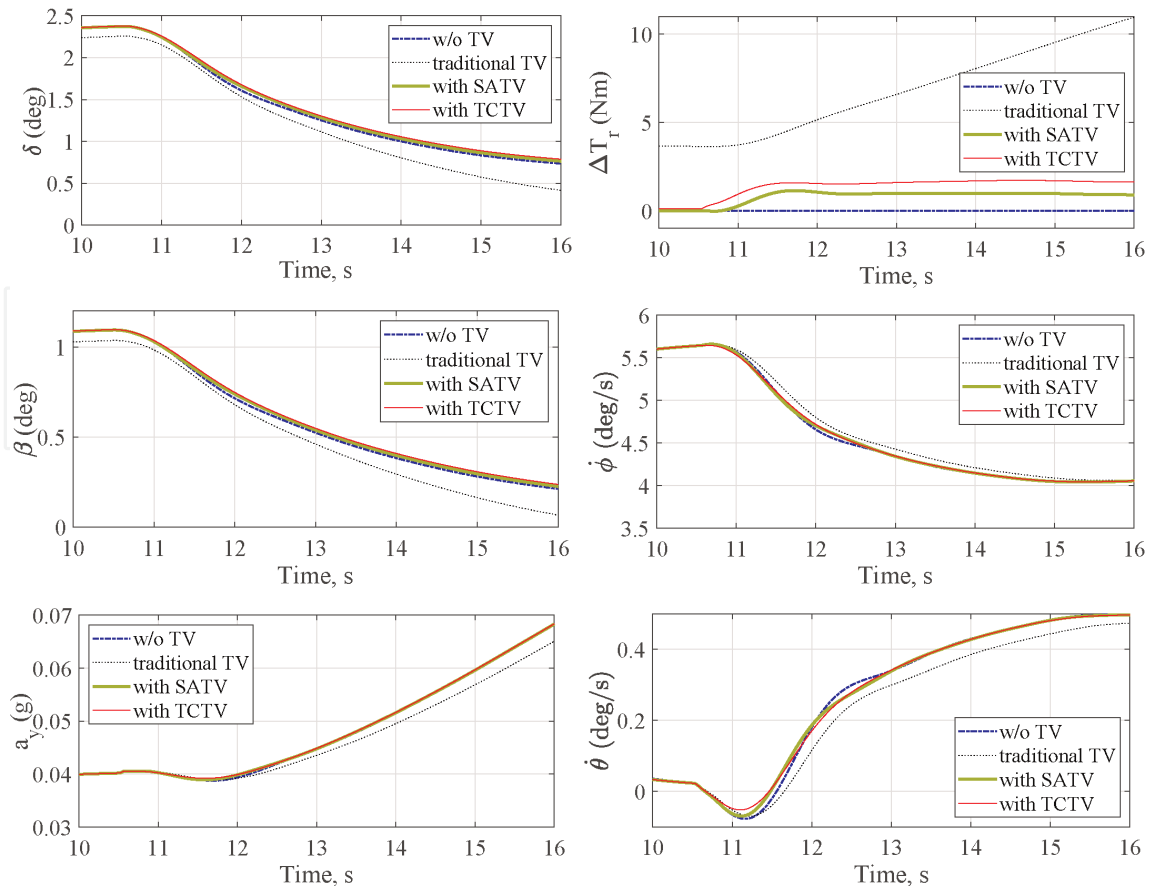 δ (deg)
2.5
2
1.5
1
0.5
0
w/o TV
traditional TV
with SATV
with TCTV
10 11 12 13 14 15 16
Time, s
ΔTr (Nm)
10
5
0
w/o TV
traditional TV
with SATV
with TCTV
10 11 12 13 14 15 16
Time, s
β (deg)
1
0.5
0
w/o TV
traditional TV
with SATV
with TCTV
10 11 12 13 14 15 16
Time, s
ϕ̇ (deg/s)
6
5.5
5
4.5
4
3.5
w/o TV
traditional TV
with SATV
with TCTV
10 11 12 13 14 15 16
Time, s
ay(g)
0.07
0.06
0.05
0.04
0.03
w/o TV
traditional TV
with SATV
with TCTV
10 11 12 13 14 15 16
Time, s
θ̇ (deg/s)
0.4
0.2
0
w/o TV
traditional TV
with SATV
with TCTV
10 11 12 13 14 15 16
Time, s